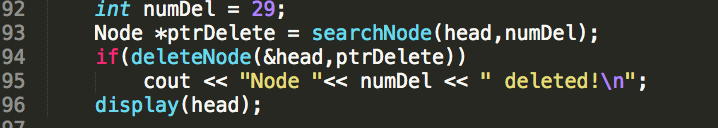 92 int numDel = 29;
93 Node *ptrDelete = searchNode(head,numDel);
94 if(deleteNode(&head,ptrDelete))
95 cout << "Node "<< numDel << " deleted!\n";
96 display(head);
97